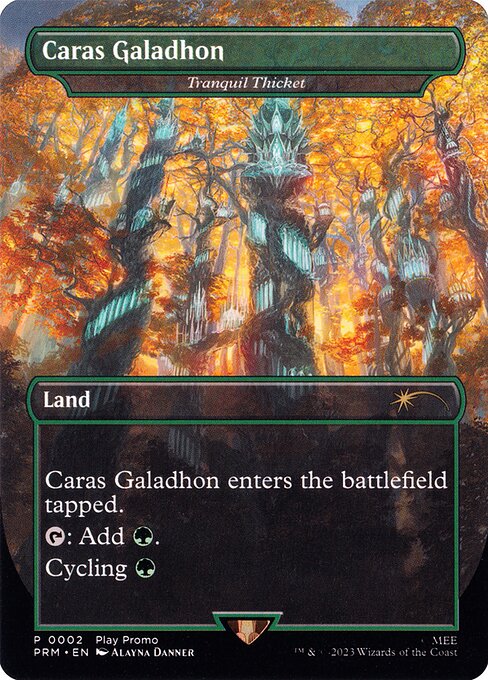 Caras Galadhon
Tranquil Thicket
Land
Caras Galadhon enters the battlefield
tapped.
: Add .
Cycling
P 0002 Play Promo
PRM • EN ALAYNA DANNER
MEE
™ & ©2023 Wizards of the Coast